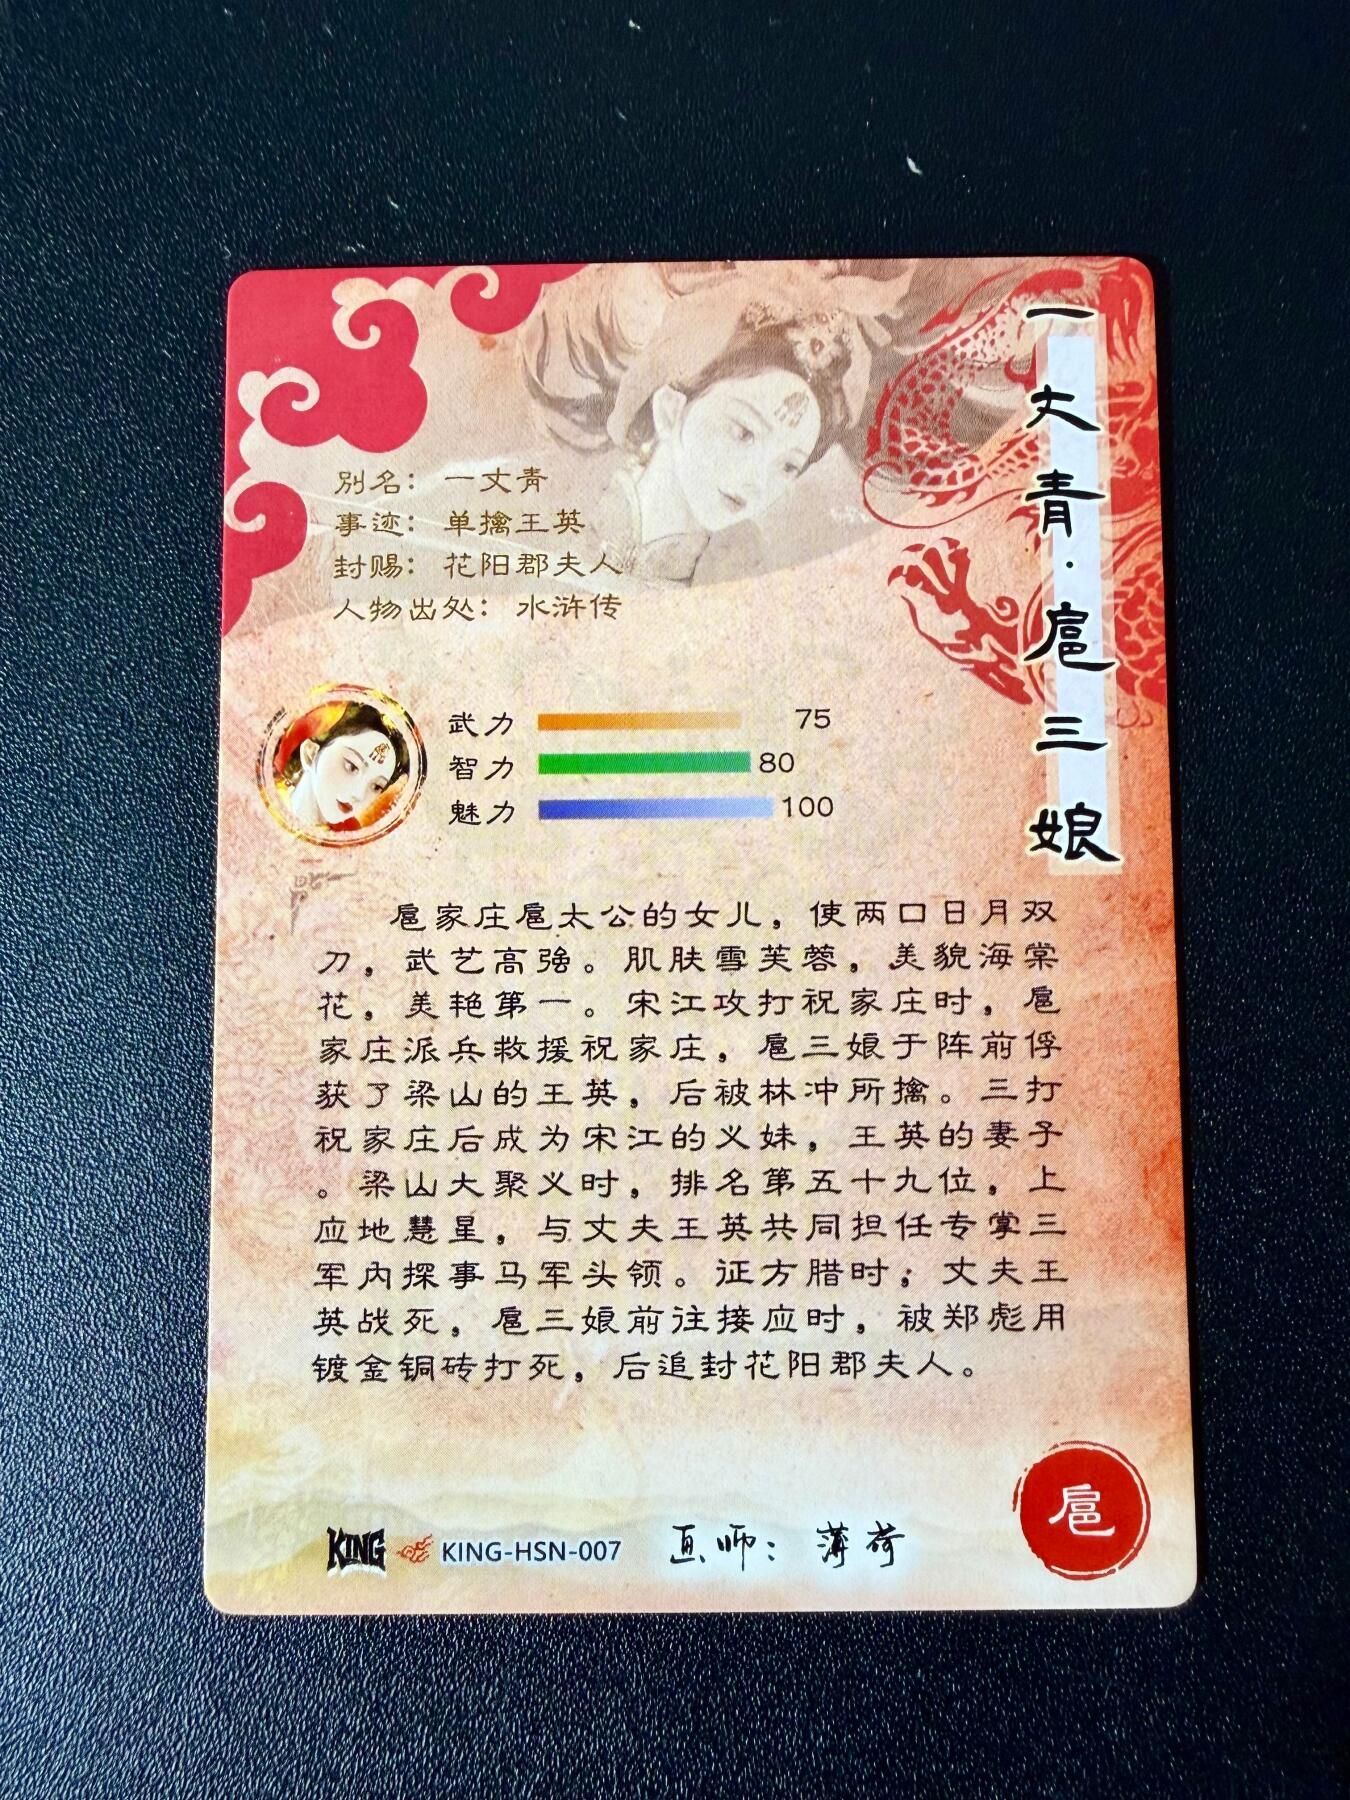 一丈青·扈三娘
别名：一丈青
事迹：单擒王英
封赐：花阳郡夫人
人物出处：水浒传
武力 75
智力 80
魅力 100
扈家庄扈太公的女儿，使两口日月双
刀，武艺高强。肌肤雪芙蓉，美貌海棠
花，美艳第一。宋江攻打祝家庄时，扈
家庄派兵救援祝家庄，扈三娘于阵前俘
获了梁山的王英，后被林冲所擒。三打
祝家庄后成为宋江的义妹，王英的妻子
。梁山大聚义时，排名第五十九位，上
应地慧星，与丈夫王英共同担任专掌三
军内探事马军头领。征方腊时；丈夫王
英战死，扈三娘前往接应时，被郑彪用
镀金铜砖打死，后追封花阳郡夫人。
KING KING-HSN-007 画师：薄荷
扈